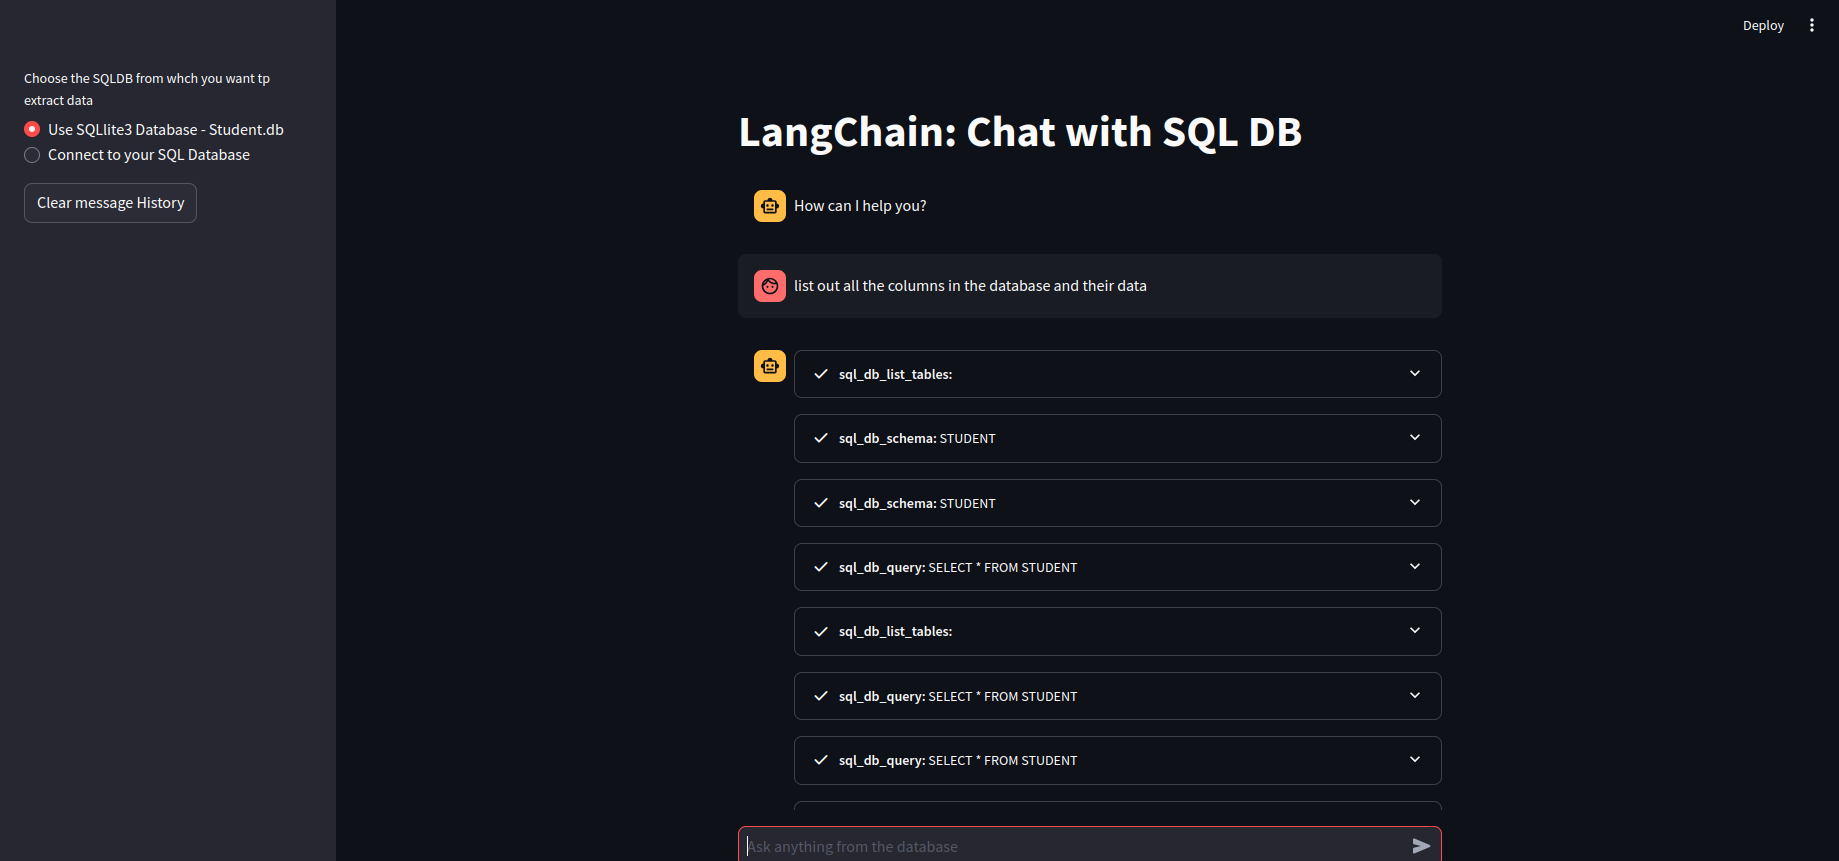 Deploy
Choose the SQLDB from whch you want tp
extract data
Use SQLlite3 Database - Student.db
Connect to your SQL Database
Clear message History
LangChain: Chat with SQL DB
How can I help you?
list out all the columns in the database and their data
sql_db_list_tables:
sql_db_schema: STUDENT
sql_db_schema: STUDENT
sql_db_query: SELECT * FROM STUDENT
sql_db_list_tables:
sql_db_query: SELECT * FROM STUDENT
sql_db_query: SELECT * FROM STUDENT
Ask anything from the database